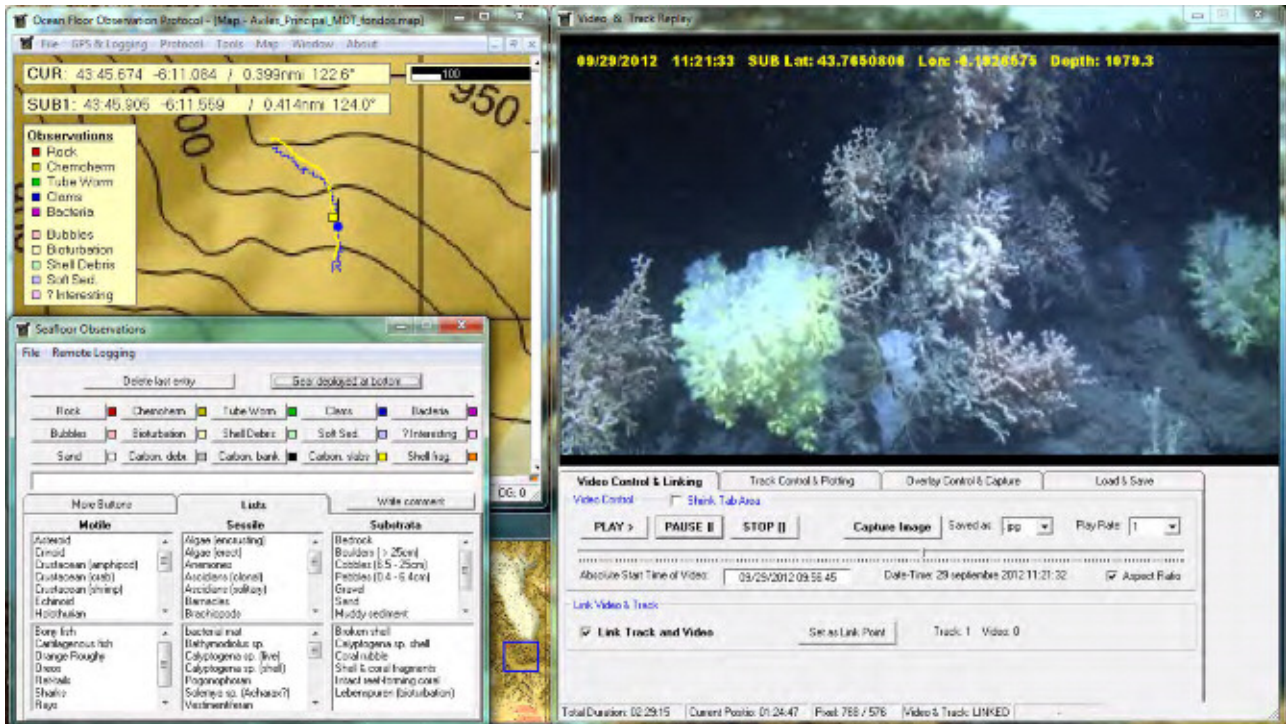 Ocean Floor Observation Protocol - [Map - Aviles_Principal_MDT_fondos.map]
File GPS & Logging Protocol Tools Map Window About
CUR: 43:45.674 -6:11.084 / 0.399nmi 122.6°
SUB1: 43:45.905 -6:11.559 / 0.414nmi 124.0°
100
950
Observations
Rock
Chemoherm
Tube Worm
Clams
Bacteria
Bubbles
Bioturbation
Shell Debris
Soft Sed.
? Interesting
R
OG: 0
Seafloor Observations
File Remote Logging
Delete last entry Gear deployed at bottom
Rock Chemoherm Tube Worm Clams Bacteria
Bubbles Bioturbation Shell Debris Soft Sed. ? Interesting
Sand Carbon. debr. Carbon. bank Carbon. slabs Shell frag.
More Buttons Lists Write comment
Motile Sessile Substrata
Asteroid Algae (encrusting) Bedrock
Crinoid Algae (erect) Boulders ( > 25cm)
Crustacean (amphipod) Anemones Cobbles (6.5 - 25cm)
Crustacean (crab) Ascidians (clonal) Pebbles (0.4 - 6.4cm)
Crustacean (shrimp) Ascidians (solitary) Gravel
Echinoid Barnacles Sand
Holothurian Brachiopods Muddy sediment
Bony fish bacterial mat Broken shell
Cartilagenous fish Bathymodiolus sp. Calyptogena sp. shell
Orange Roughy Calyptogena sp. (live) Coral rubble
Oreos Calyptogena sp. (shell) Shell & coral fragments
Rat-tails Pogonophoran Intact reef-forming coral
Sharks Solemya sp. (Acharax?) Lebenspuren (bioturbation)
Rays Vestimentiferan
Video & Track Replay
09/29/2012 11:21:33 SUB Lat: 43.7650806 Lon: -6.1926575 Depth: 1079.3
Video Control & Linking Track Control & Plotting Overlay Control & Capture Load & Save
Video Control Shrink Tab Area
PLAY > PAUSE || STOP || Capture Image Saved as: jpg Play Rate: 1
Absolute Start Time of Video: 09/29/2012 09:56:45 Date-Time: 29 septiembre 2012 11:21:32 Aspect Ratio
Link Video & Track
Link Track and Video Set as Link Point Track: 1 Video: 0
Total Duration: 02:29:15 Current Positio: 01:24:47 Pixel: 768 / 576 Video & Track: LINKED